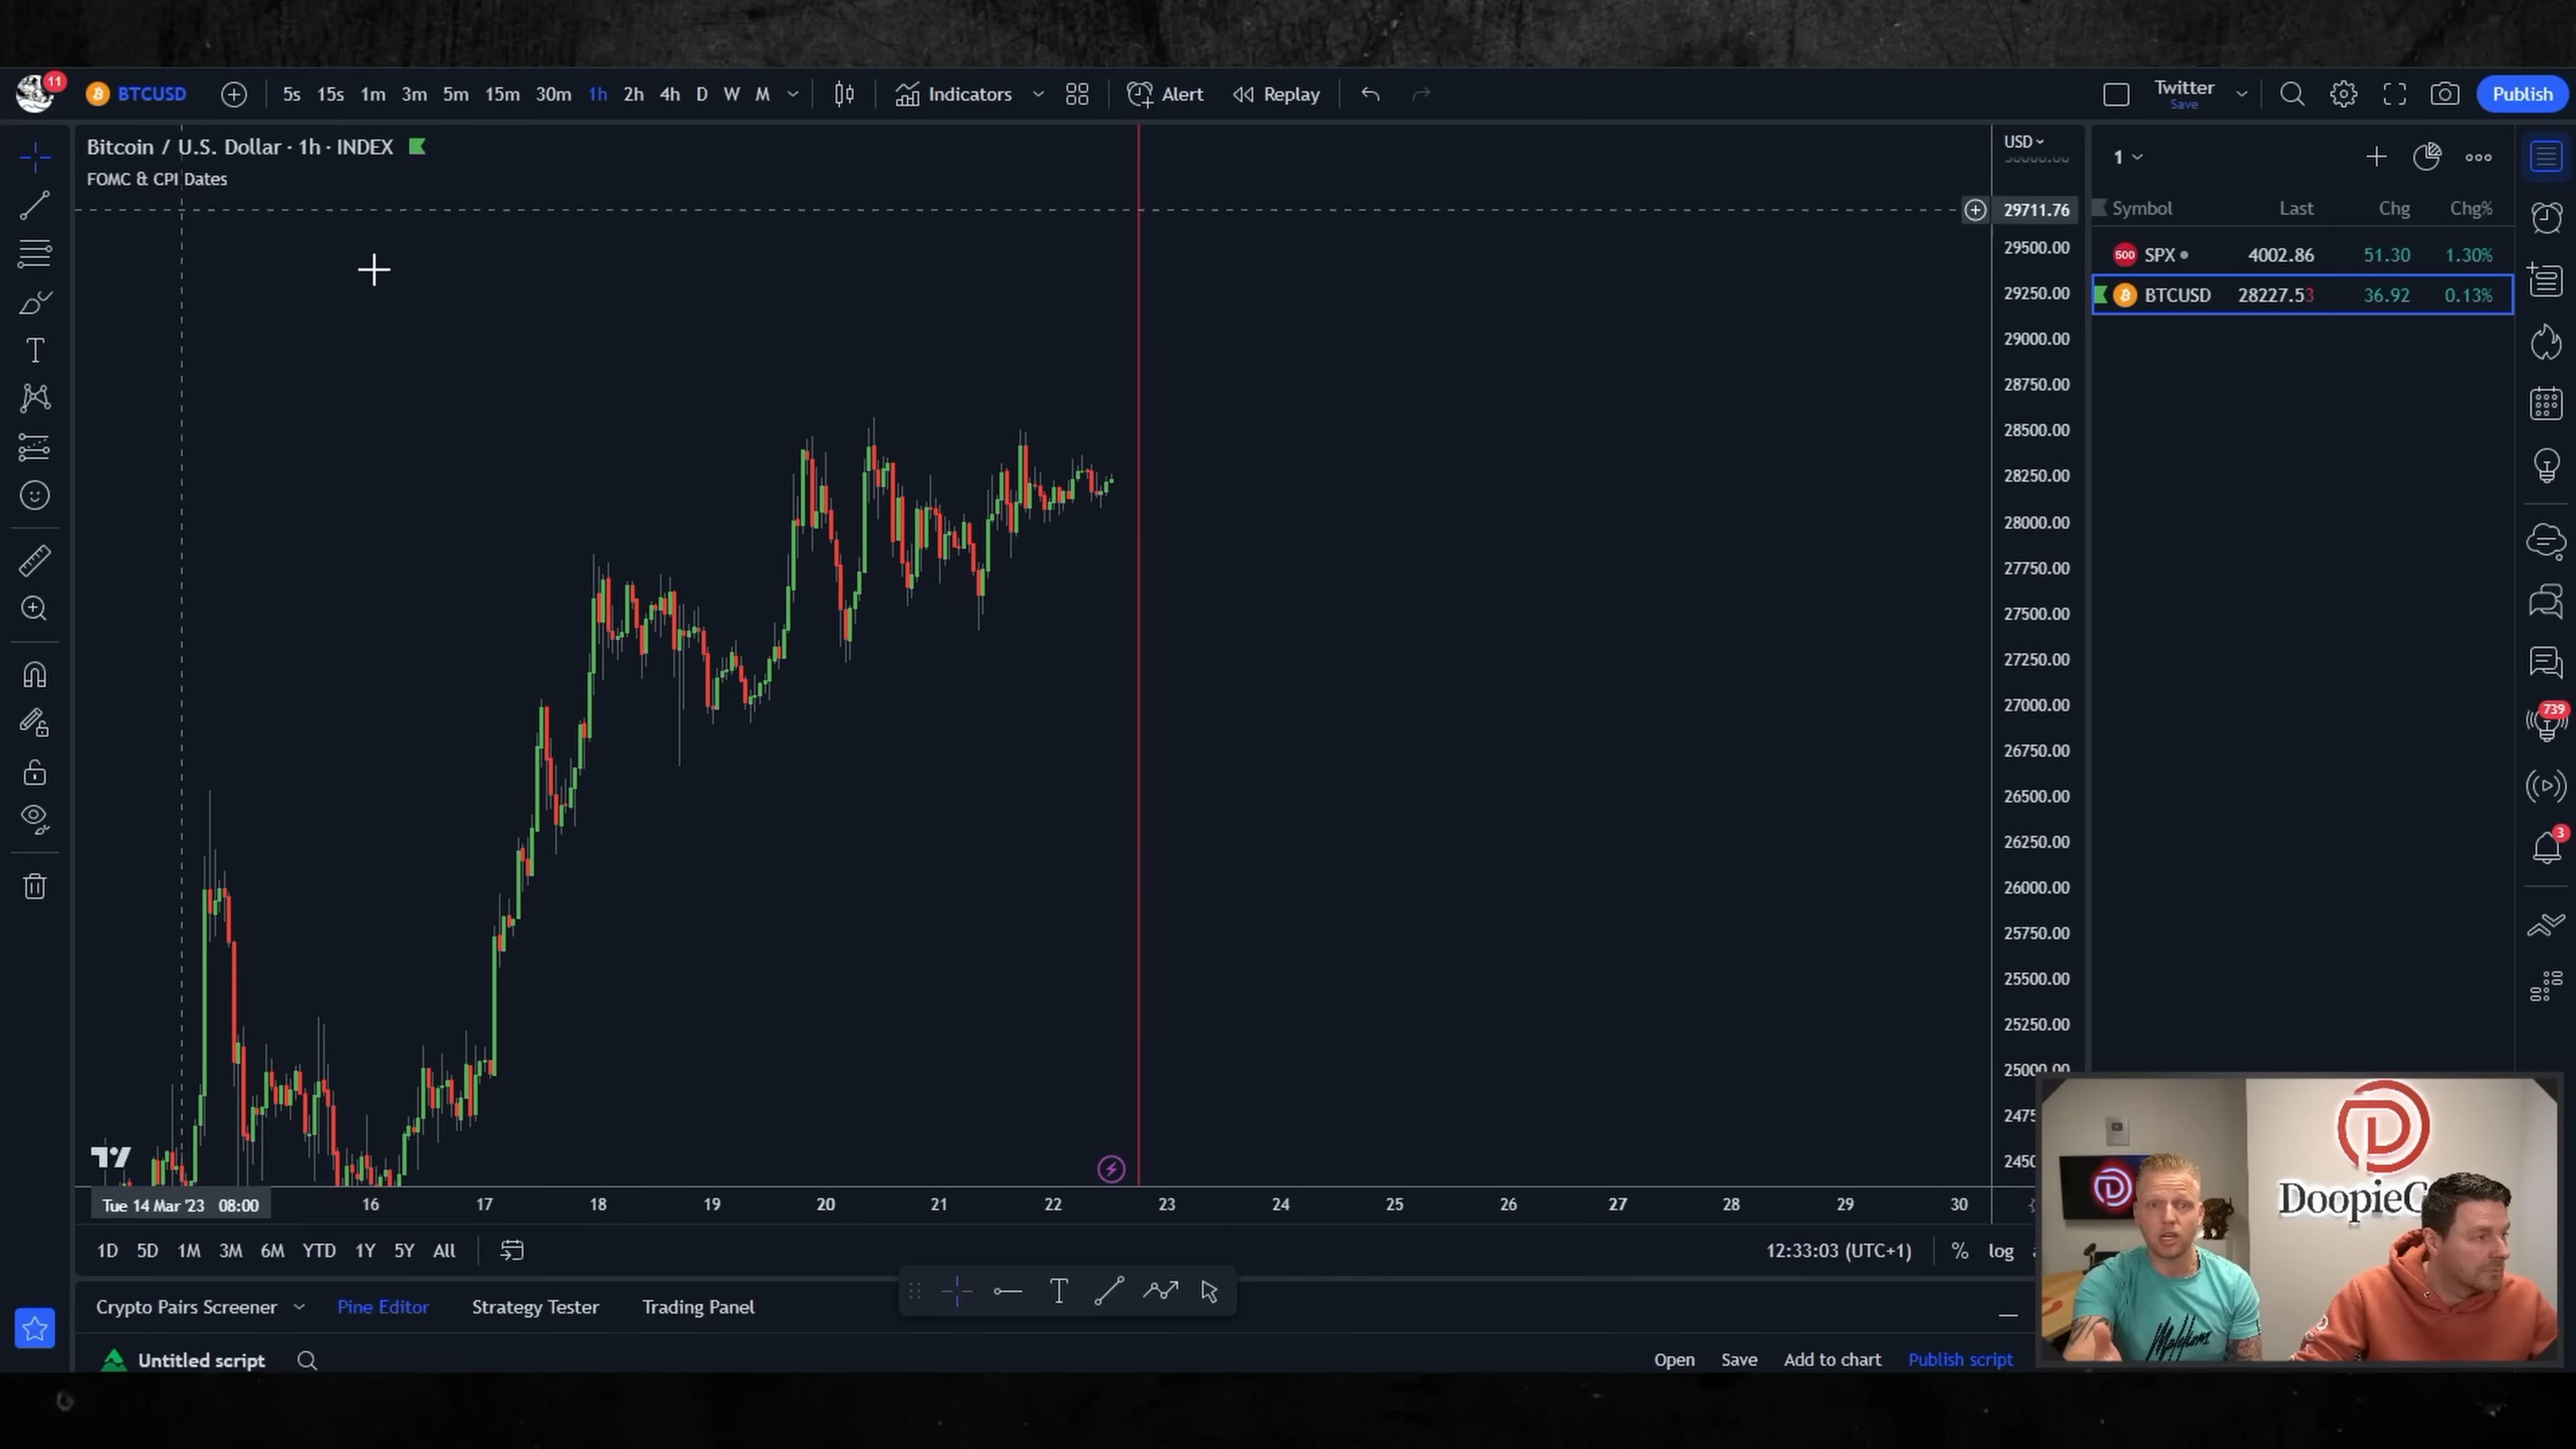 11
BTCUSD
5s 15s 1m 3m 5m 15m 30m 1h 2h 4h D W M
Indicators
Alert
Replay
Twitter
Save
Publish
Bitcoin / U.S. Dollar · 1h · INDEX
FOMC & CPI Dates
USD
29711.76
29500.00
29250.00
29000.00
28750.00
28500.00
28250.00
28000.00
27750.00
27500.00
27250.00
27000.00
26750.00
26500.00
26250.00
26000.00
25750.00
25500.00
25250.00
25000.00
1
Symbol Last Chg Chg%
500 SPX 4002.86 51.30 1.30%
BTCUSD 28227.53 36.92 0.13%
739
3
Tue 14 Mar '23 08:00 16 17 18 19 20 21 22 23 24 25 26 27 28 29 30
1D 5D 1M 3M 6M YTD 1Y 5Y All
12:33:03 (UTC+1) % log
Crypto Pairs Screener Pine Editor Strategy Tester Trading Panel
Untitled script
Open Save Add to chart Publish script